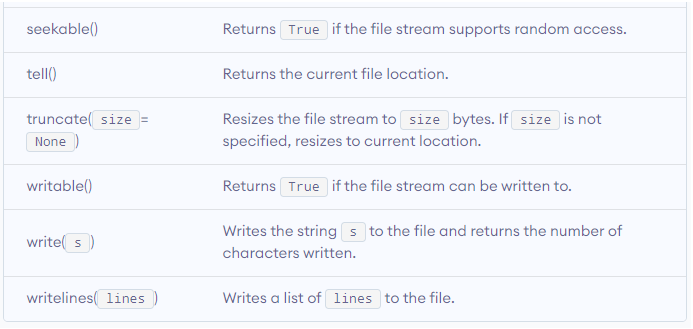 seekable() Returns True if the file stream supports random access.
tell() Returns the current file location.
truncate( size = Resizes the file stream to size bytes. If size is not
None ) specified, resizes to current location.
writable() Returns True if the file stream can be written to.
write( s ) Writes the string s to the file and returns the number of
characters written.
writelines( lines ) Writes a list of lines to the file.